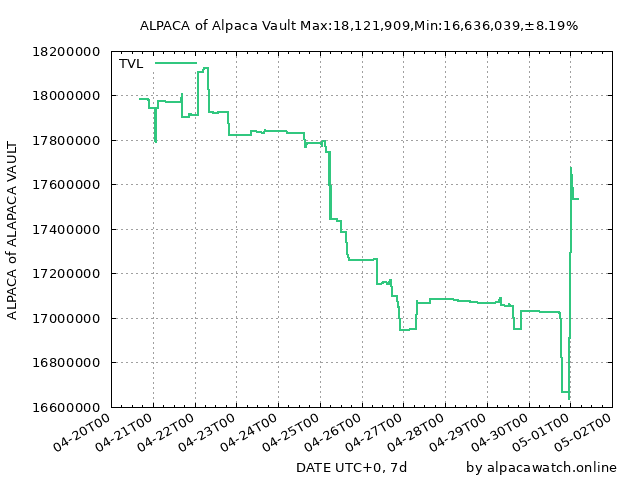 ALPACA of Alpaca Vault Max:18,121,909,Min:16,636,039,±8.19%
TVL
18200000
18000000
17800000
17600000
17400000
17200000
17000000
16800000
16600000
ALPACA of ALAPACA VAULT
04-20T00
04-21T00
04-22T00
04-23T00
04-24T00
04-25T00
04-26T00
04-27T00
04-28T00
04-29T00
04-30T00
05-01T00
05-02T00
DATE UTC+0, 7d
by alpacawatch.online